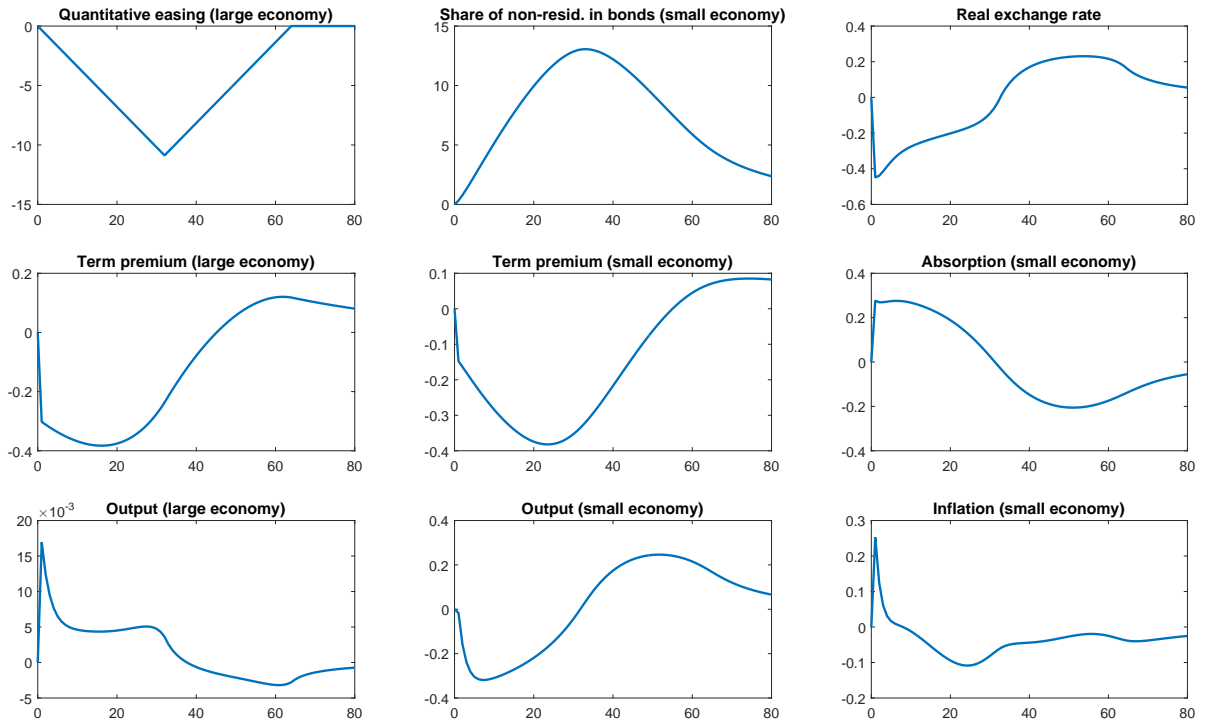 Quantitative easing (large economy)
0
-5
-10
-15
0 20 40 60 80
Share of non-resid. in bonds (small economy)
15
10
5
0
0 20 40 60 80
Real exchange rate
0.4
0.2
0
-0.2
-0.4
-0.6
0 20 40 60 80
Term premium (large economy)
0.2
0
-0.2
-0.4
0 20 40 60 80
Term premium (small economy)
0.1
0
-0.1
-0.2
-0.3
-0.4
0 20 40 60 80
Absorption (small economy)
0.4
0.2
0
-0.2
-0.4
0 20 40 60 80
Output (large economy)
×10⁻³
20
15
10
5
0
-5
0 20 40 60 80
Output (small economy)
0.4
0.2
0
-0.2
-0.4
0 20 40 60 80
Inflation (small economy)
0.3
0.2
0.1
0
-0.1
-0.2
0 20 40 60 80